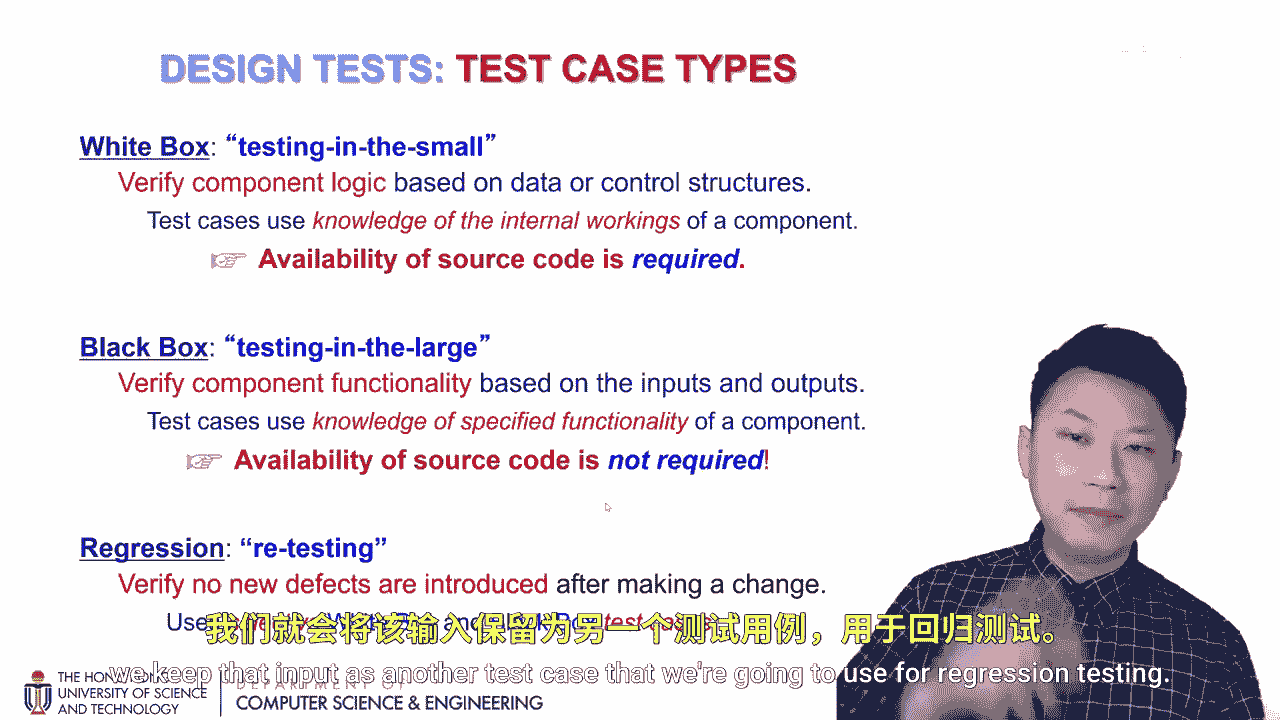 DESIGN TESTS: TEST CASE TYPES
White Box: “testing-in-the-small”
Verify component logic based on data or control structures.
Test cases use knowledge of the internal workings of a component.
☞ Availability of source code is required.
Black Box: “testing-in-the-large”
Verify component functionality based on the inputs and outputs.
Test cases use knowledge of specified functionality of a component.
☞ Availability of source code is not required!
Regression: “re-testing”
Verify no new defects are introduced after making a change.
Use
我们就会将该输入保留为另一个测试用例，用于回归测试。
we keep that input as another test case that we're going to use for regression testing.
THE HONG KONG
UNIVERSITY OF SCIENCE
AND TECHNOLOGY
DEPARTMENT OF
COMPUTER SCIENCE & ENGINEERING